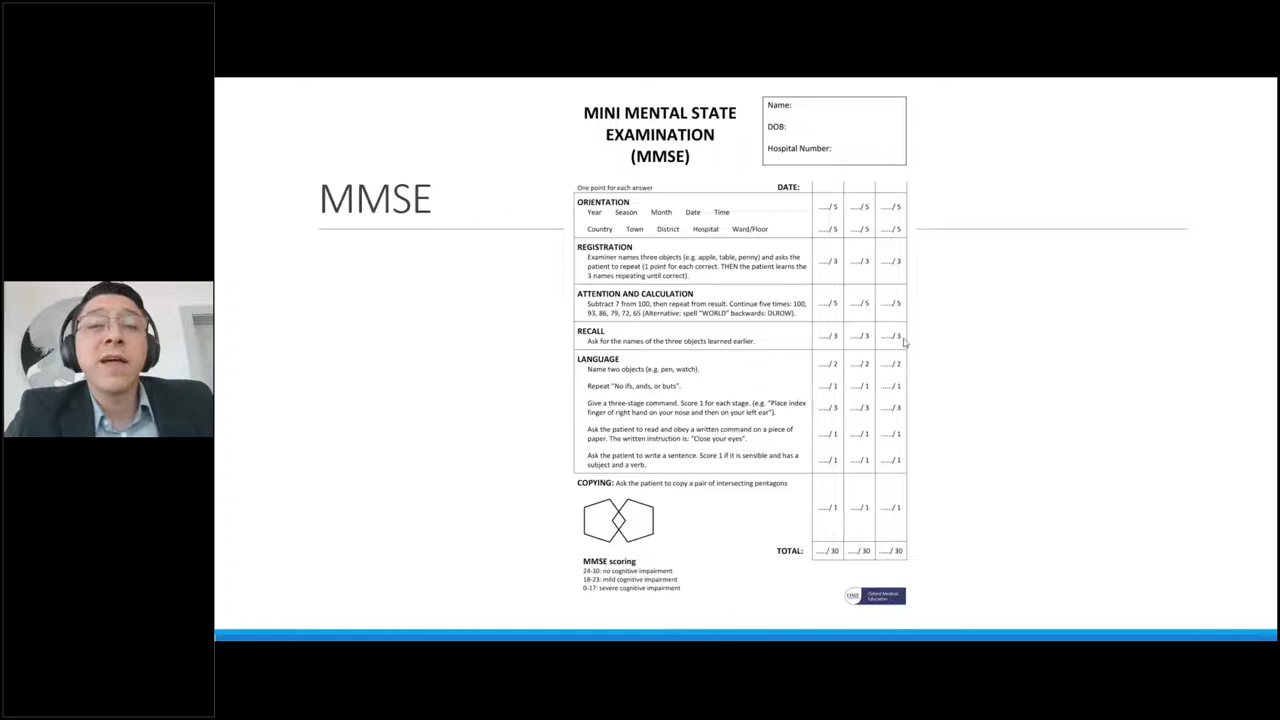 MMSE
MINI MENTAL STATE
EXAMINATION
(MMSE)
Name:
DOB:
Hospital Number:
One point for each answer DATE:
ORIENTATION
Year Season Month Date Time ....../ 5 ....../ 5 ....../ 5
Country Town District Hospital Ward/Floor ....../ 5 ....../ 5 ....../ 5
REGISTRATION
Examiner names three objects (e.g. apple, table, penny) and asks the
patient to repeat (1 point for each correct. THEN the patient learns the ....../ 3 ....../ 3 ....../ 3
3 names repeating until correct).
ATTENTION AND CALCULATION
Subtract 7 from 100, then repeat from result. Continue five times: 100, ....../ 5 ....../ 5 ....../ 5
93, 86, 79, 72, 65 (Alternative: spell "WORLD" backwards: DLROW).
RECALL
Ask for the names of the three objects learned earlier. ....../ 3 ....../ 3 ....../ 3
LANGUAGE
Name two objects (e.g. pen, watch). ....../ 2 ....../ 2 ....../ 2
Repeat "No ifs, ands, or buts". ....../ 1 ....../ 1 ....../ 1
Give a three-stage command. Score 1 for each stage. (e.g. "Place index
finger of right hand on your nose and then on your left ear"). ....../ 3 ....../ 3 ....../ 3
Ask the patient to read and obey a written command on a piece of
paper. The written instruction is: "Close your eyes". ....../ 1 ....../ 1 ....../ 1
Ask the patient to write a sentence. Score 1 if it is sensible and has a
subject and a verb. ....../ 1 ....../ 1 ....../ 1
COPYING: Ask the patient to copy a pair of intersecting pentagons
....../ 1 ....../ 1 ....../ 1
TOTAL: ....../ 30 ....../ 30 ....../ 30
MMSE scoring
24-30: no cognitive impairment
18-23: mild cognitive impairment
0-17: severe cognitive impairment
OME Oxford Medical
Education